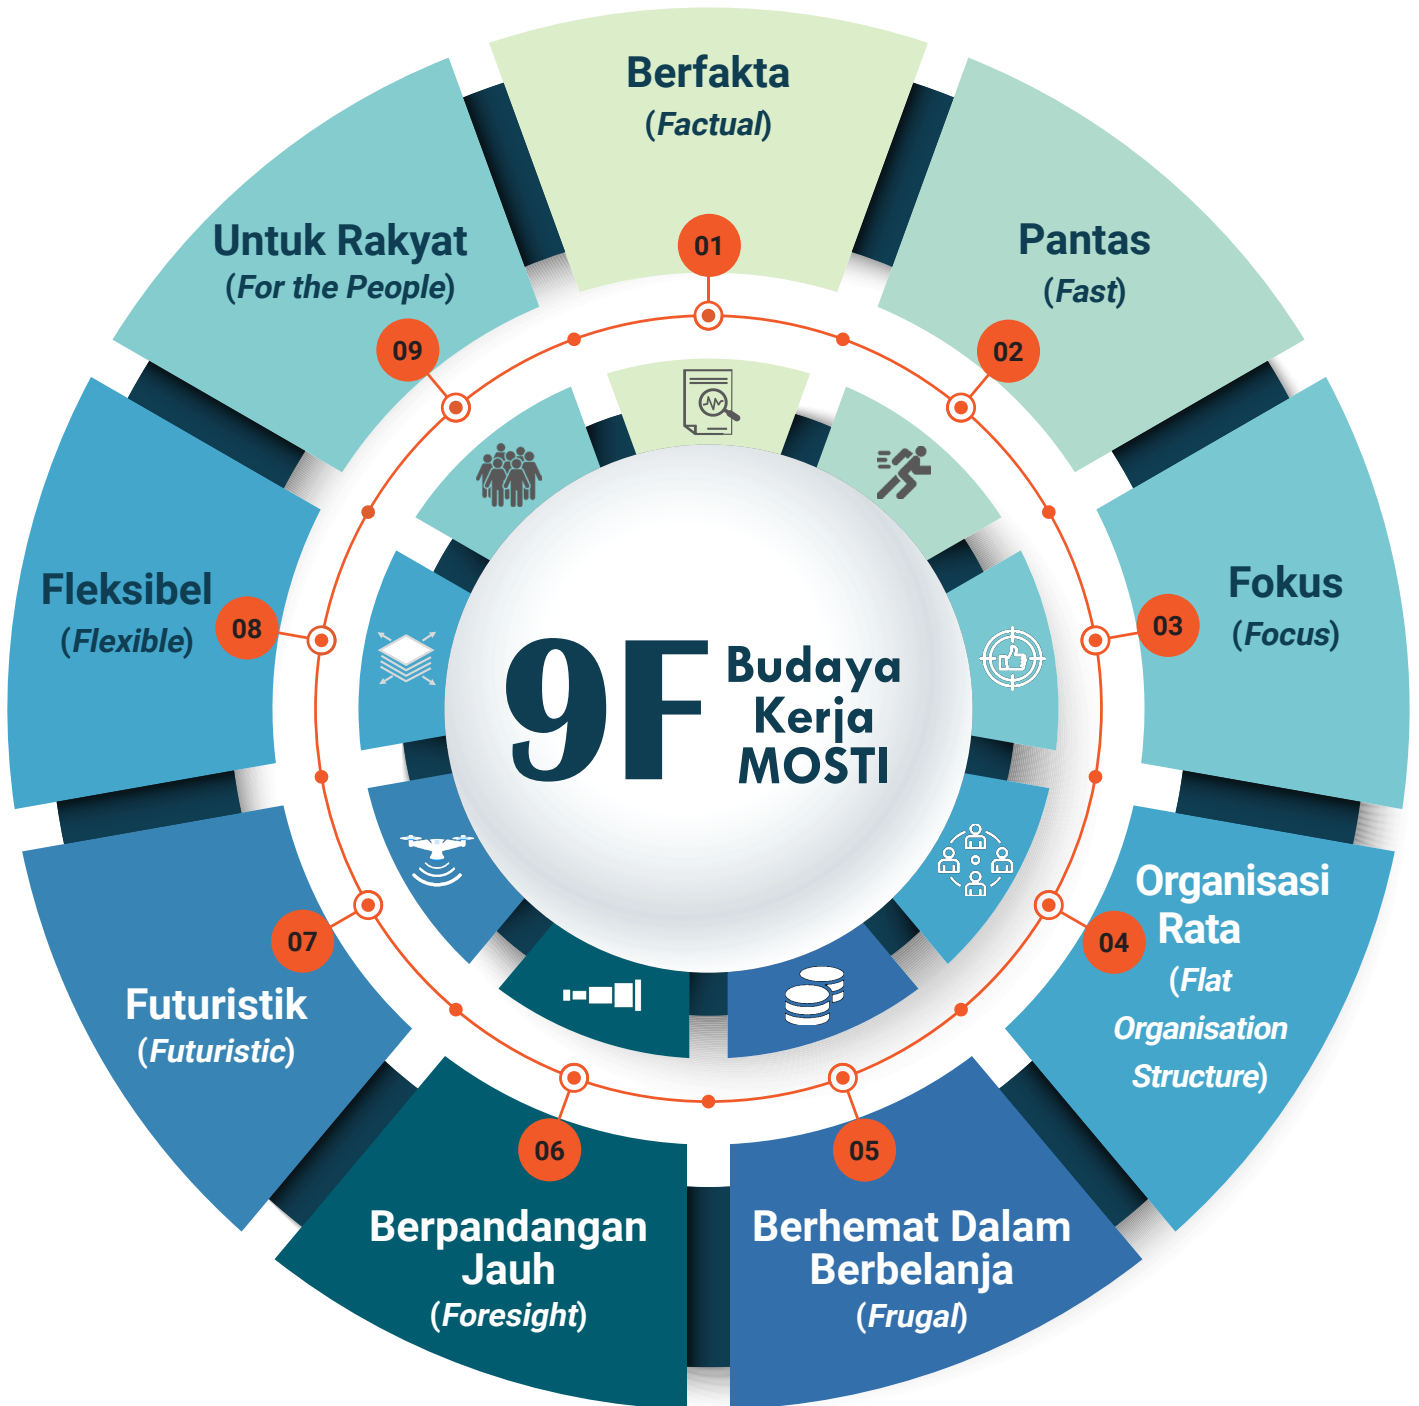 9F
Budaya
Kerja
MOSTI
01
Berfakta
(Factual)
02
Pantas
(Fast)
03
Fokus
(Focus)
04
Organisasi
Rata
(Flat
Organisation
Structure)
05
Berhemat Dalam
Berbelanja
(Frugal)
06
Berpandangan
Jauh
(Foresight)
07
Futuristik
(Futuristic)
08
Fleksibel
(Flexible)
09
Untuk Rakyat
(For the People)